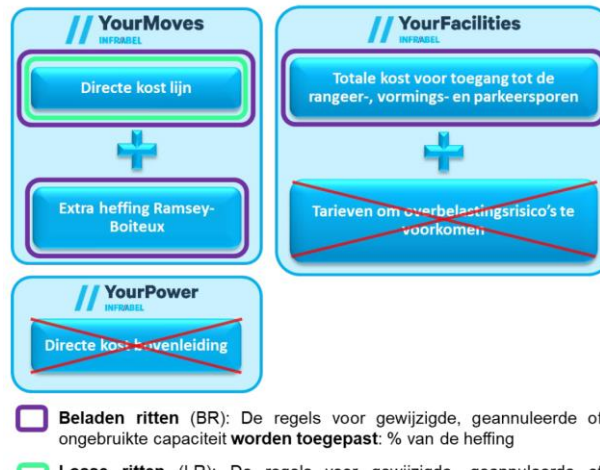 YourMoves
INFRABEL
Directe kost lijn
Extra heffing Ramsey-
Boiteux
YourFacilities
INFRABEL
Totale kost voor toegang tot de
rangeer-, vormings- en parkeersporen
Tarieven om overbelastingsrisico's te
voorkomen
YourPower
INFRABEL
Directe kost bovenleiding
Beladen ritten (BR): De regels voor gewijzigde, geannuleerde of
ongebruikte capaciteit worden toegepast: % van de heffing
Losse ritten (LR): De regels voor gewijzigde, geannuleerde of